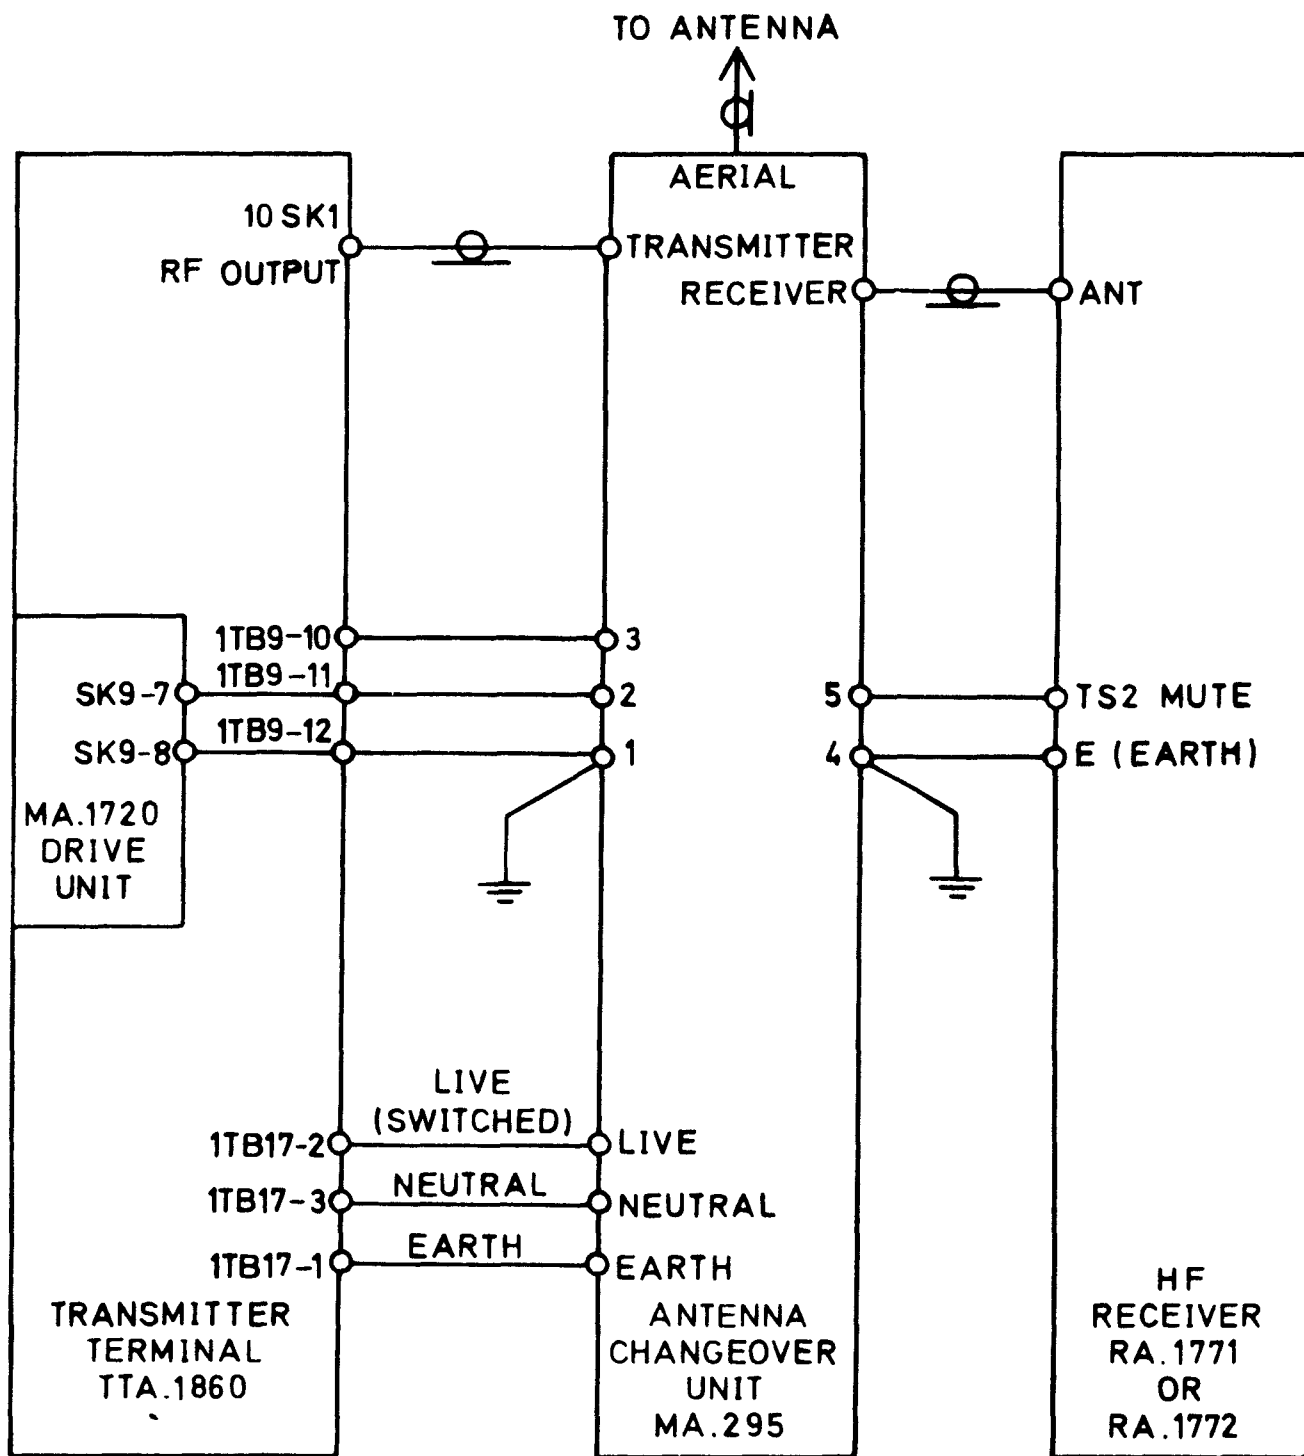 TO ANTENNA
AERIAL
10 SK1
RF OUTPUT
TRANSMITTER
RECEIVER
ANT
1TB9-10
3
SK9-7
1TB9-11
2
5
TS2 MUTE
SK9-8
1TB9-12
1
4
E (EARTH)
MA.1720
DRIVE
UNIT
LIVE
(SWITCHED)
1TB17-2
LIVE
1TB17-3
NEUTRAL
NEUTRAL
1TB17-1
EARTH
EARTH
TRANSMITTER
TERMINAL
TTA.1860
ANTENNA
CHANGEOVER
UNIT
MA.295
HF
RECEIVER
RA.1771
OR
RA.1772